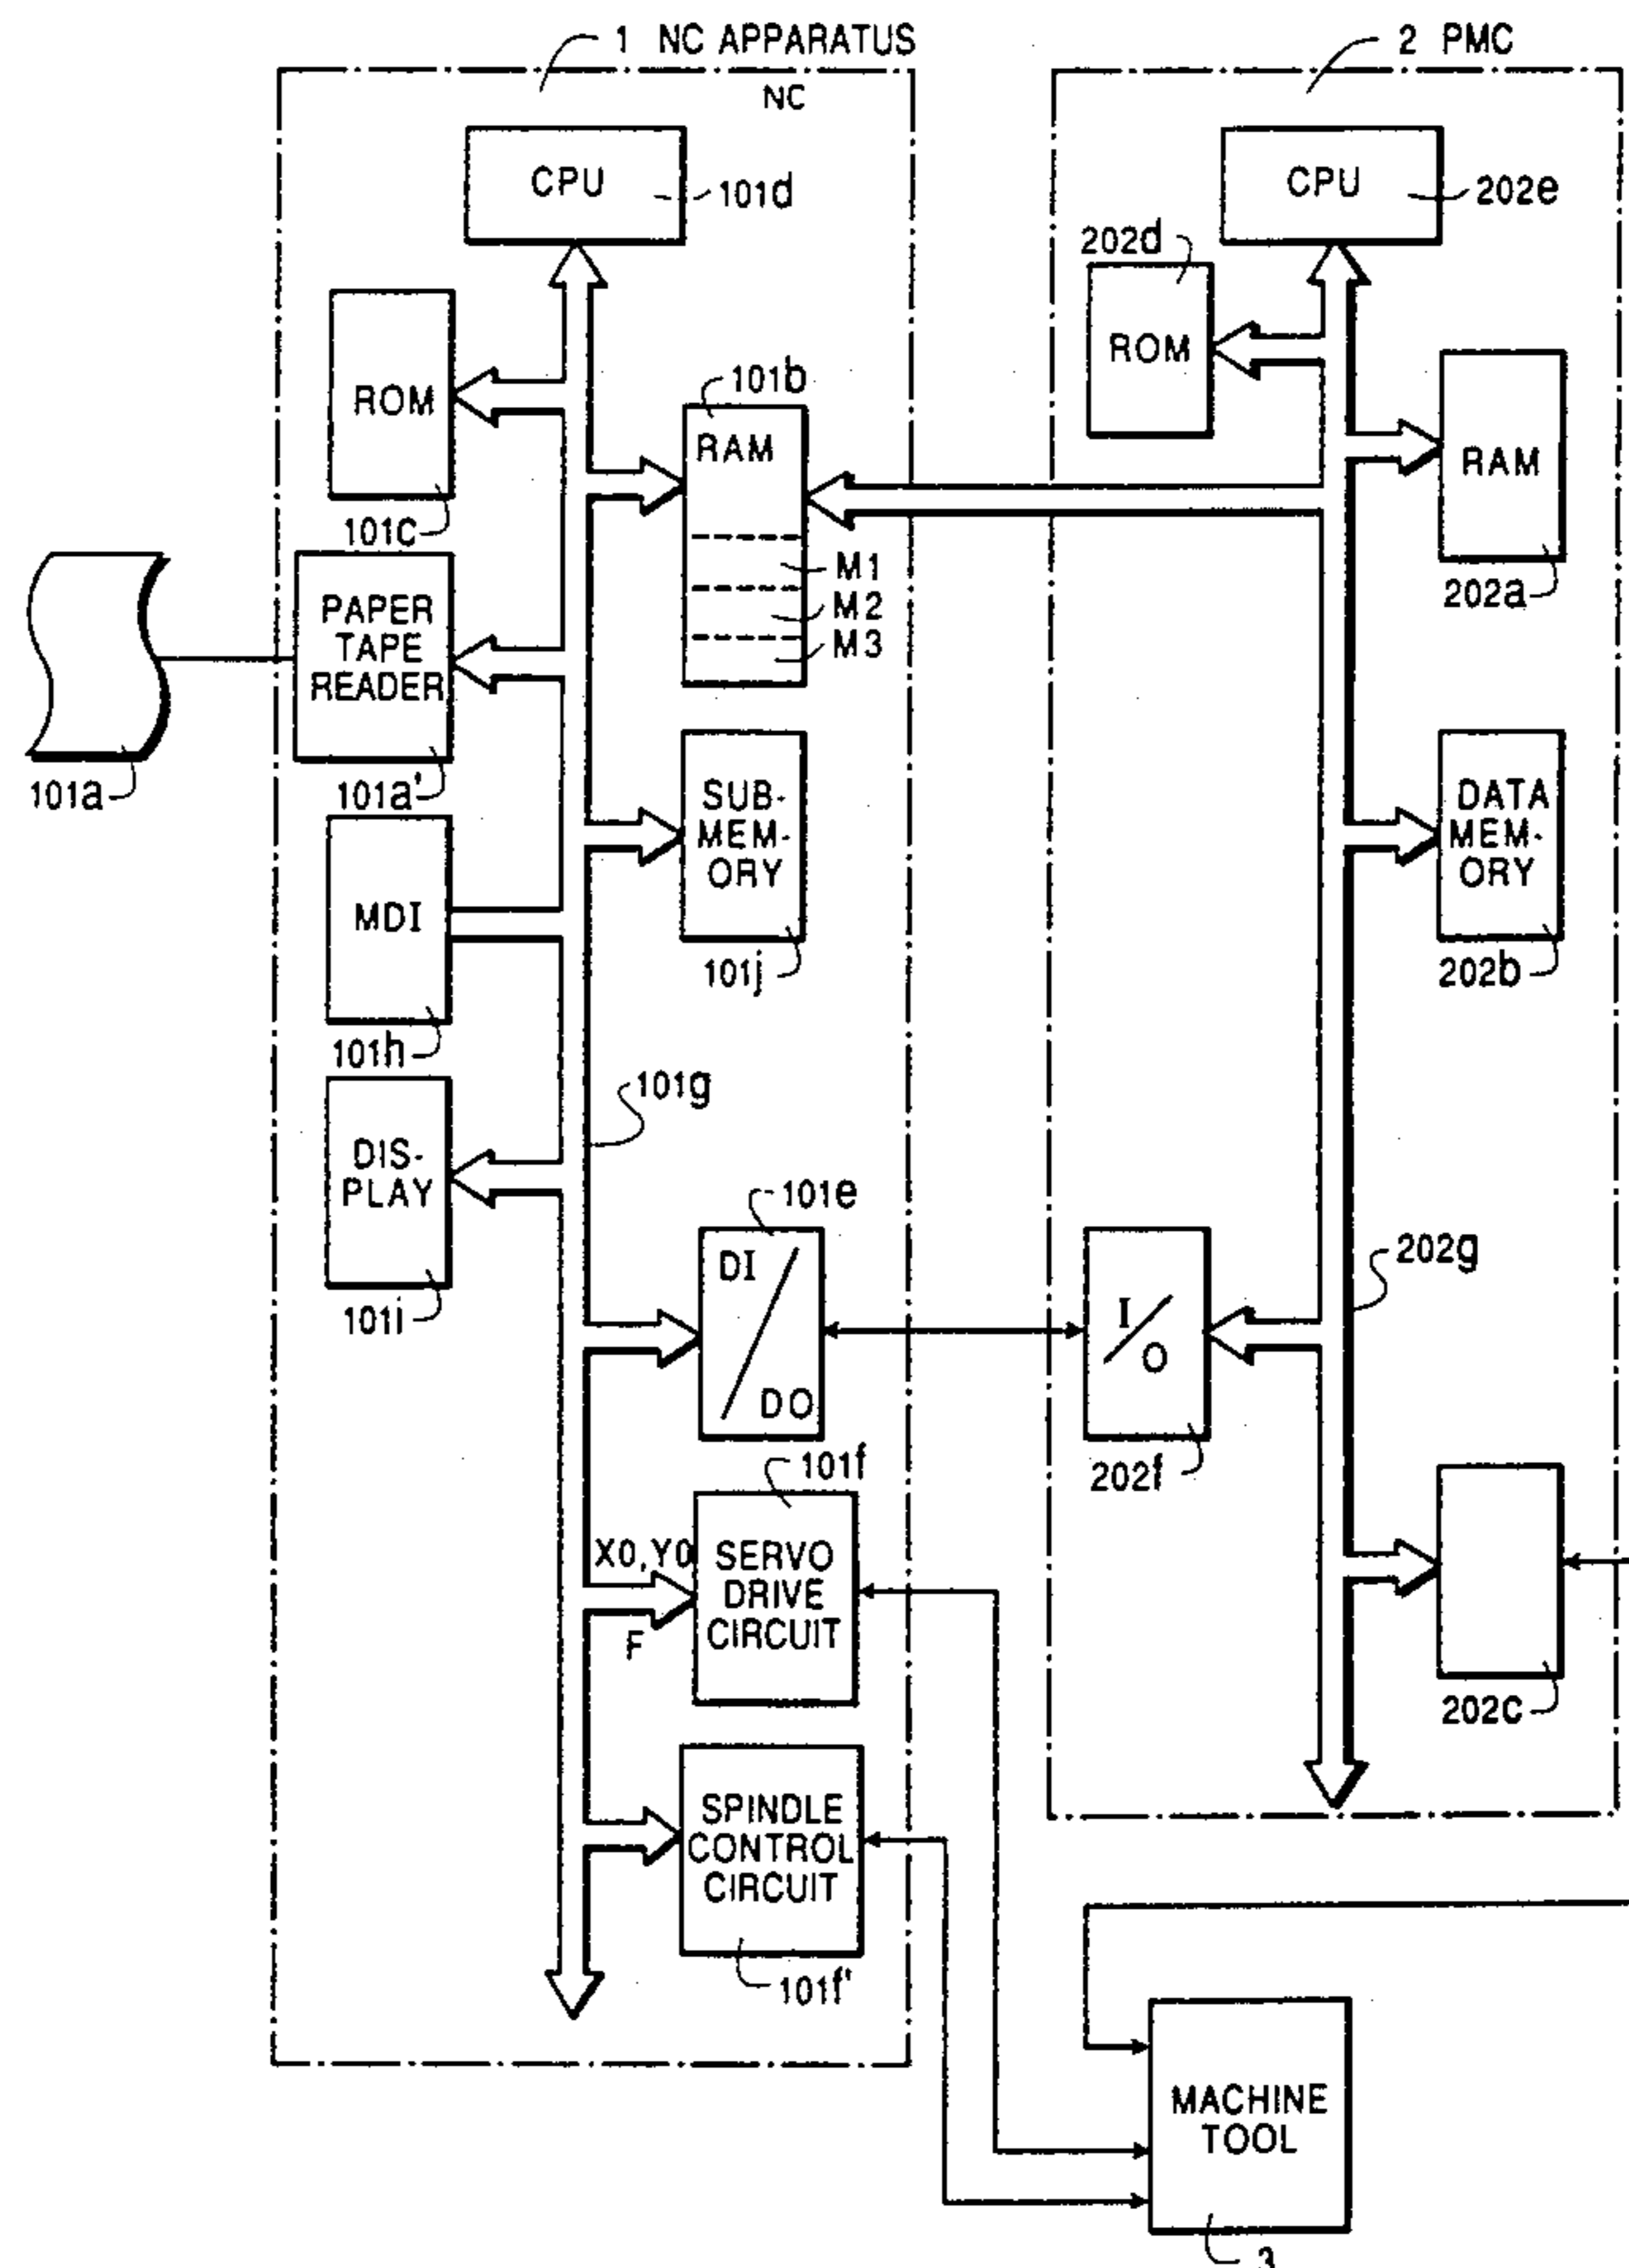 1 NC APPARATUS
2 PMC
NC
CPU
101d
CPU
202e
202d
ROM
ROM
101c
101b
RAM
M1
M2
M3
RAM
202a
101a
PAPER
TAPE
READER
101a'
SUB-
MEM-
ORY
101j
DATA
MEM-
ORY
202b
MDI
101h
101g
DIS-
PLAY
101i
101e
DI
DO
I/O
202f
202g
101f
X0,Y0
F
SERVO
DRIVE
CIRCUIT
202c
SPINDLE
CONTROL
CIRCUIT
101f'
MACHINE
TOOL
3